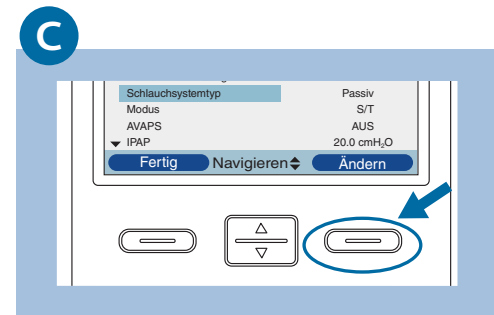 C
Schlauchsystemtyp Passiv
Modus S/T
AVAPS AUS
IPAP 20.0 cmH₂O
Fertig Navigieren Ändern